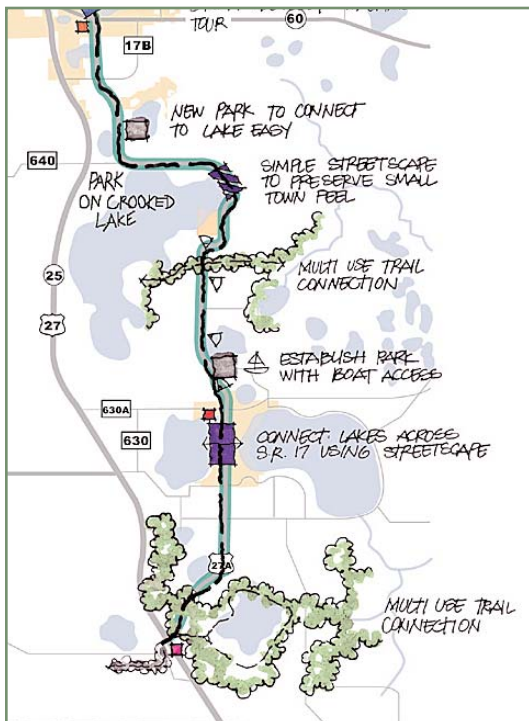 TOUR
60
17B
NEW PARK TO CONNECT
TO LAKE EASY
640
PARK
ON CROOKED
LAKE
SIMPLE STREETSCAPE
TO PRESERVE SMALL
TOWN FEEL
25
27
MULTI USE TRAIL
CONNECTION
ESTABLISH PARK
WITH BOAT ACCESS
630A
630
CONNECT LAKES ACROSS
S.R. 17 USING STREETSCAPE
27A
MULTI USE TRAIL
CONNECTION